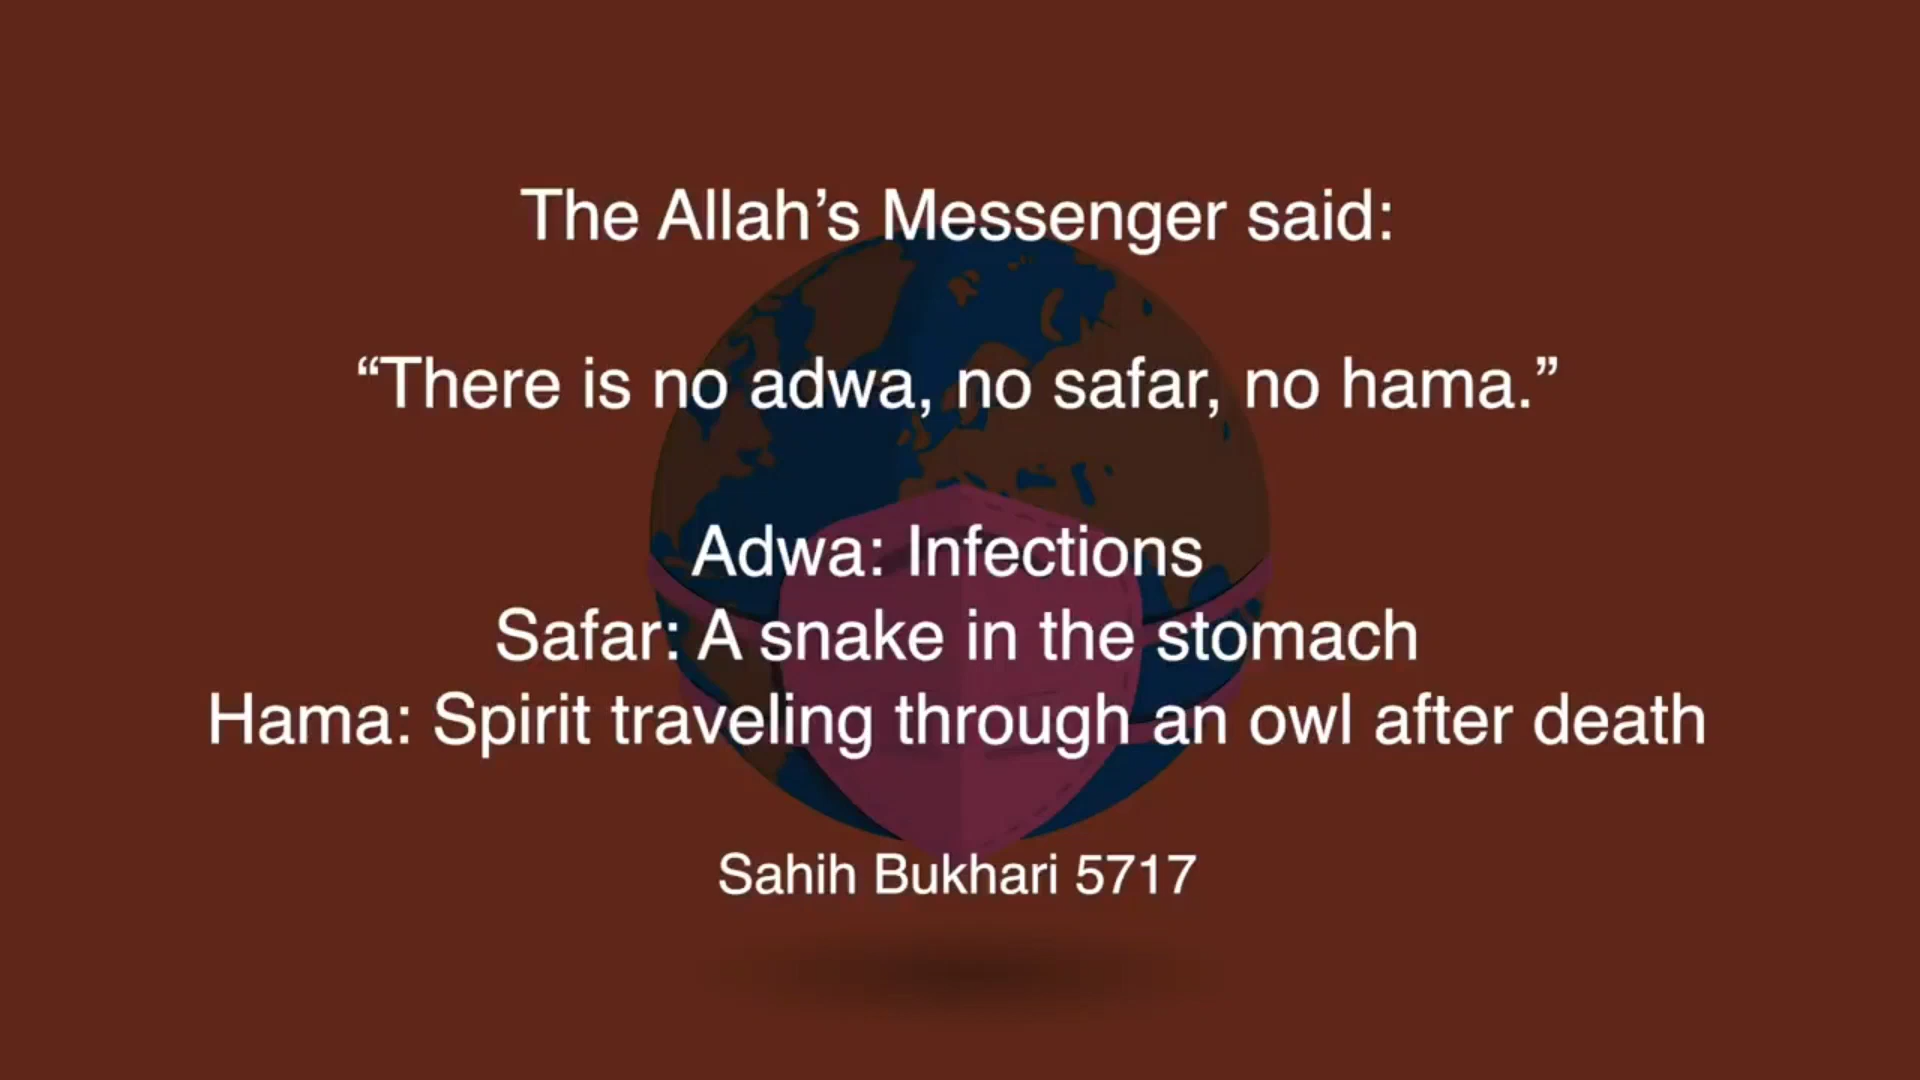 The Allah’s Messenger said:
“There is no adwa, no safar, no hama.”
Adwa: Infections
Safar: A snake in the stomach
Hama: Spirit traveling through an owl after death
Sahih Bukhari 5717